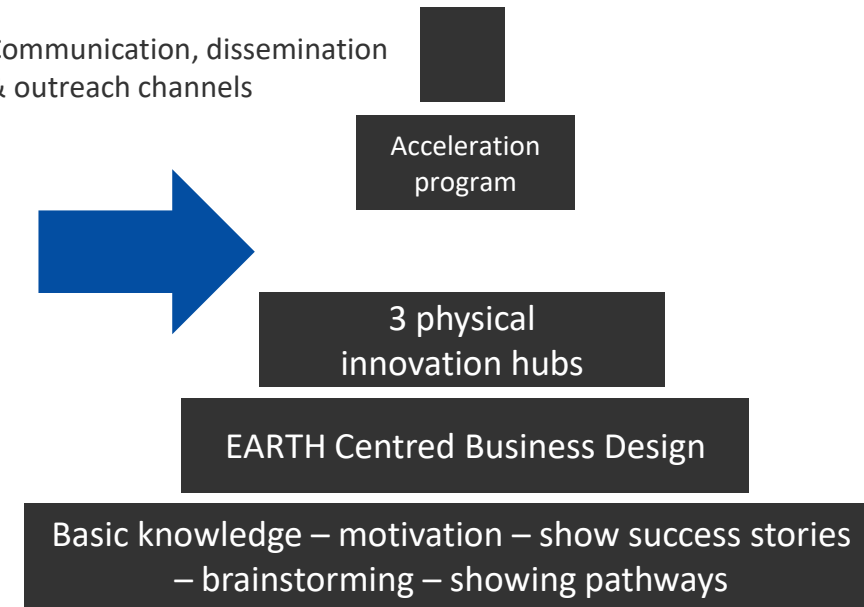 ommunication, dissemination
& outreach channels
Acceleration
program
3 physical
innovation hubs
EARTH Centred Business Design
Basic knowledge – motivation – show success stories
– brainstorming – showing pathways